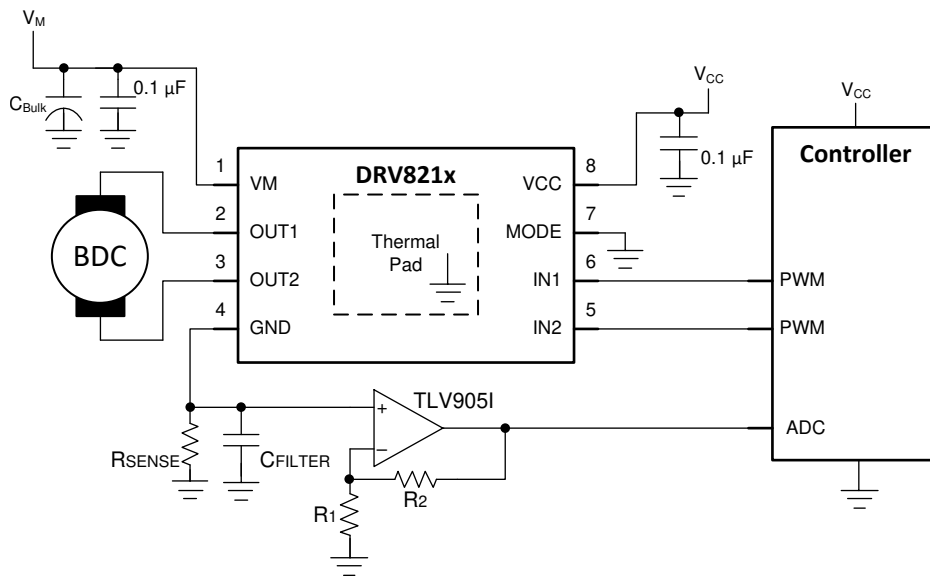 VM
CBulk
0.1 µF
VCC
0.1 µF
VCC
Controller
DRV821x
1
VM
2
OUT1
3
OUT2
4
GND
Thermal
Pad
8
VCC
7
MODE
6
IN1
5
IN2
BDC
PWM
PWM
ADC
TLV905I
RSENSE
CFILTER
R2
R1